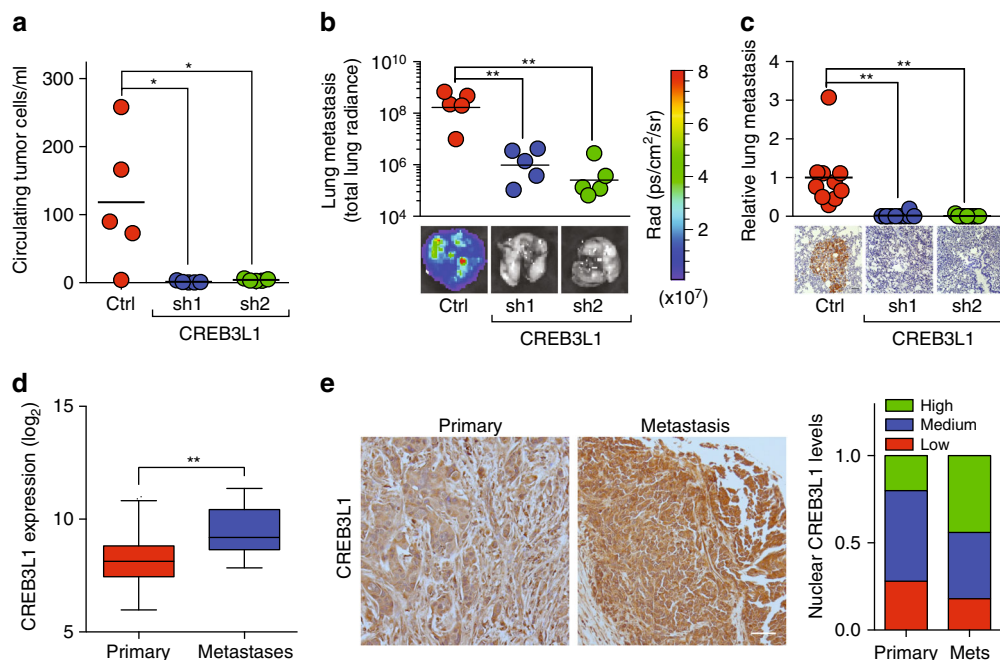 a
Circulating tumor cells/ml
300
200
100
0
*
*
Ctrl sh1 sh2
CREB3L1
b
Lung metastasis
(total lung radiance)
10^10
10^8
10^6
10^4
**
**
Rad (ps/cm²/sr)
8
6
4
2
(x10^7)
Ctrl sh1 sh2
CREB3L1
c
Relative lung metastasis
4
3
2
1
0
**
**
Ctrl sh1 sh2
CREB3L1
d
CREB3L1 expression (log₂)
15
10
5
**
Primary Metastases
e
CREB3L1
Primary Metastasis
High
Medium
Low
Nuclear CREB3L1 levels
1.0
0.5
0.0
Primary Mets